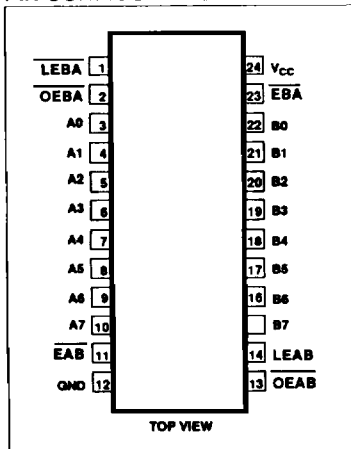 LEBA 1 24 VCC
OEBA 2 23 EBA
A0 3 22 B0
A1 4 21 B1
A2 5 20 B2
A3 6 19 B3
A4 7 18 B4
A5 8 17 B5
A6 9 16 B6
A7 10 B7
EAB 11 14 LEAB
GND 12 13 OEAB
TOP VIEW